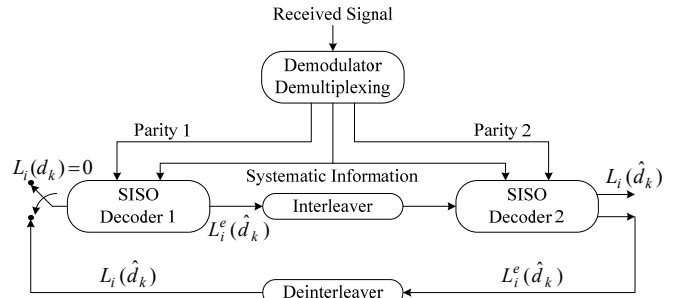 Received Signal
Demodulator
Demultiplexing
Parity 1
Parity 2
L_i(d_k)=0
Systematic Information
SISO
Decoder 1
Interleaver
SISO
Decoder 2
L_i(d̂_k)
L_i^e(d̂_k)
L_i(d̂_k)
Deinterleaver
L_i^e(d̂_k)